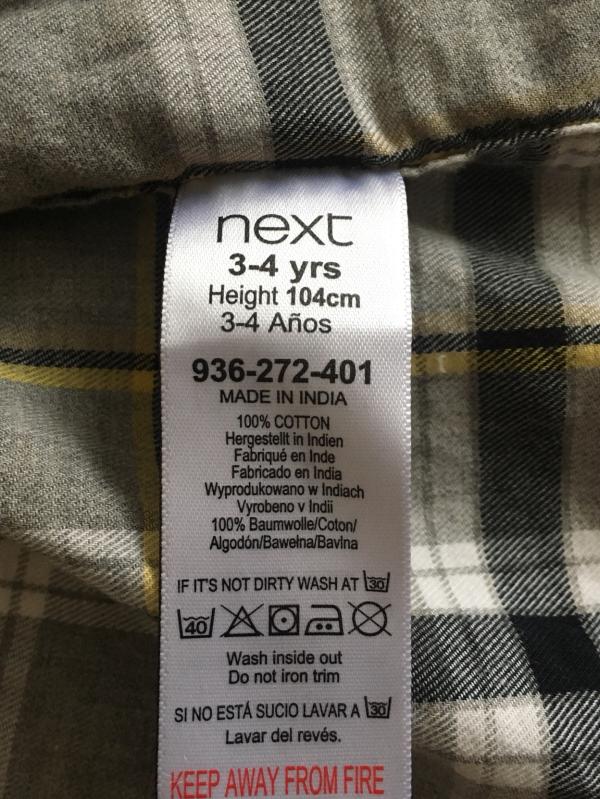 next
3-4 yrs
Height 104cm
3-4 Años
936-272-401
MADE IN INDIA
100% COTTON
Hergestellt in Indien
Fabriqué en Inde
Fabricado en India
Wyprodukowano w Indiach
Vyrobeno v Indii
100% Baumwolle/Coton/
Algodón/Bawełna/Bavlna
IF IT'S NOT DIRTY WASH AT 30
40
Wash inside out
Do not iron trim
SI NO ESTÁ SUCIO LAVAR A 30
Lavar del revés.
KEEP AWAY FROM FIRE